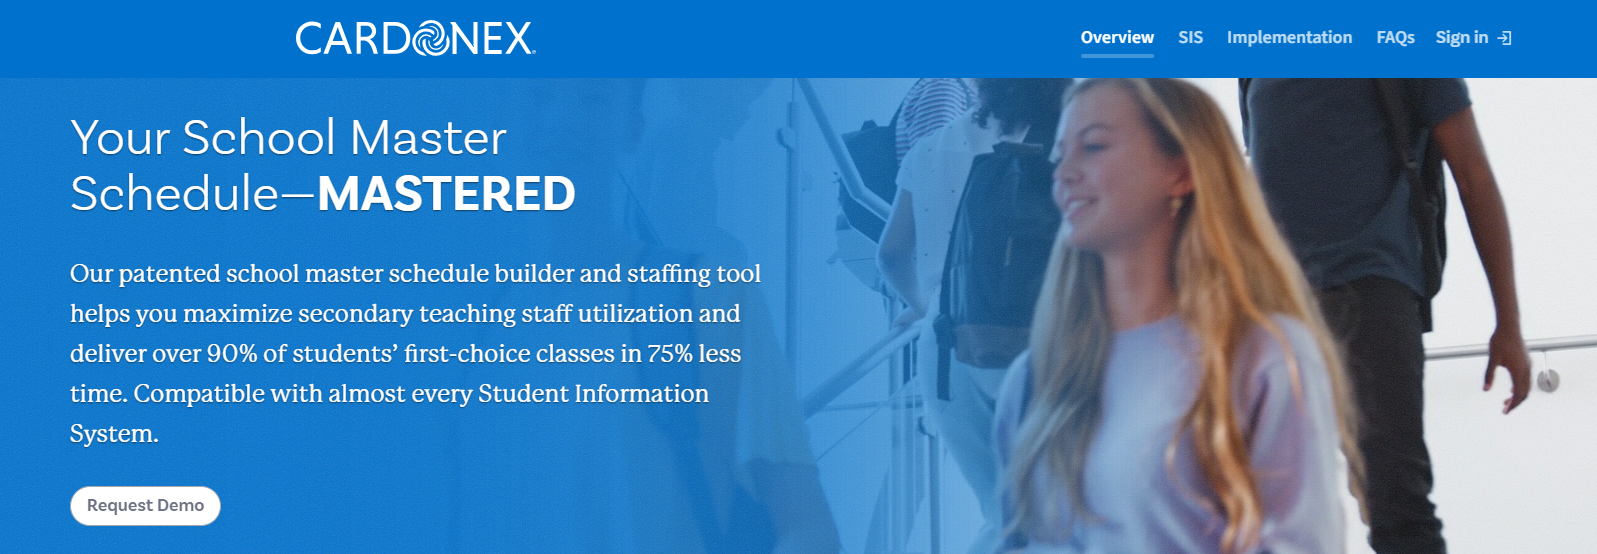 CARDONEX
Overview SIS Implementation FAQs Sign in
Your School Master
Schedule—MASTERED
Our patented school master schedule builder and staffing tool
helps you maximize secondary teaching staff utilization and
deliver over 90% of students’ first-choice classes in 75% less
time. Compatible with almost every Student Information
System.
Request Demo